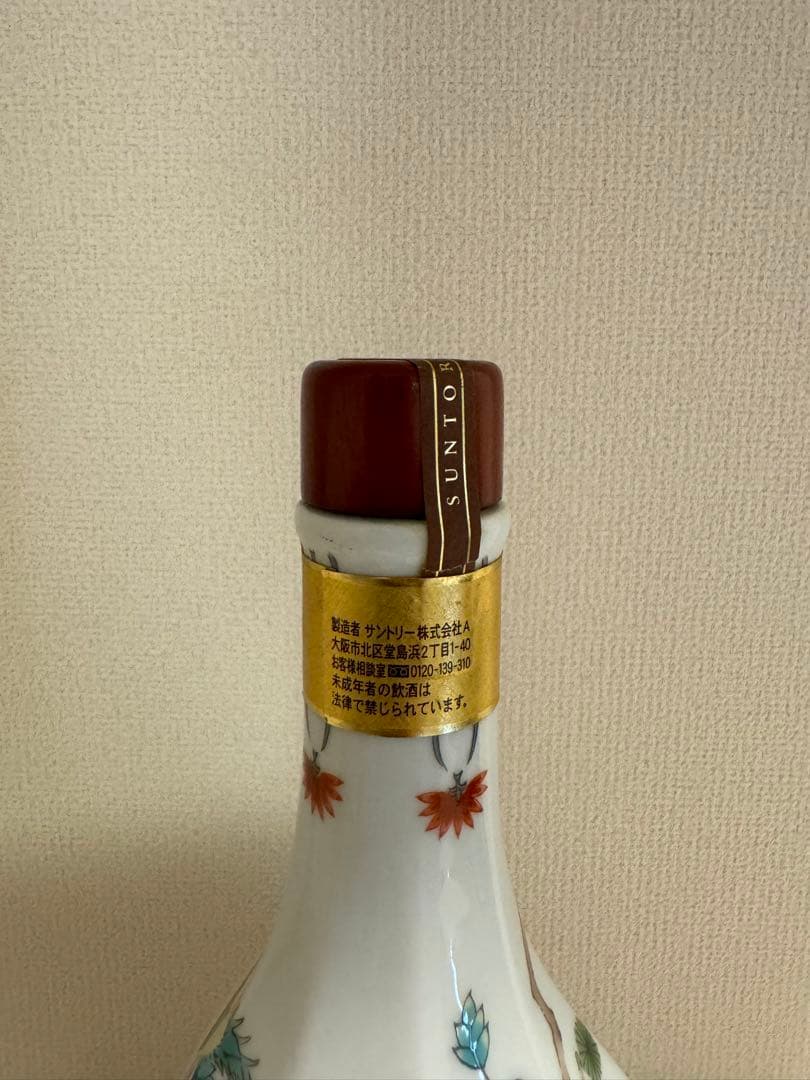 SUNTOR
製造者 サントリー株式会社A
大阪市北区堂島浜2丁目1-40
お客様相談室 0120-139-310
未成年者の飲酒は
法律で禁じられています。